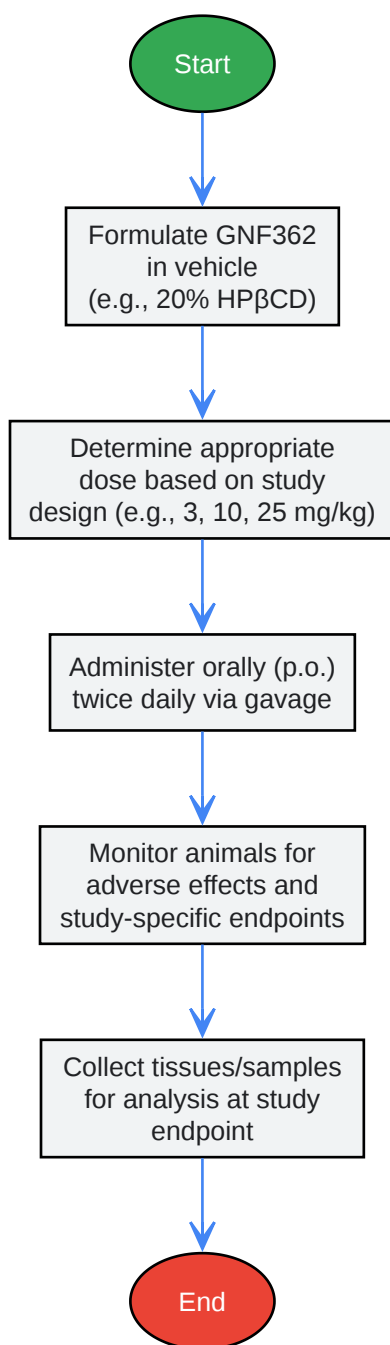 Start
Formulate GNF362
in vehicle
(e.g., 20% HPβCD)
Determine appropriate
dose based on study
design (e.g., 3, 10, 25 mg/kg)
Administer orally (p.o.)
twice daily via gavage
Monitor animals for
adverse effects and
study-specific endpoints
Collect tissues/samples
for analysis at study
endpoint
End